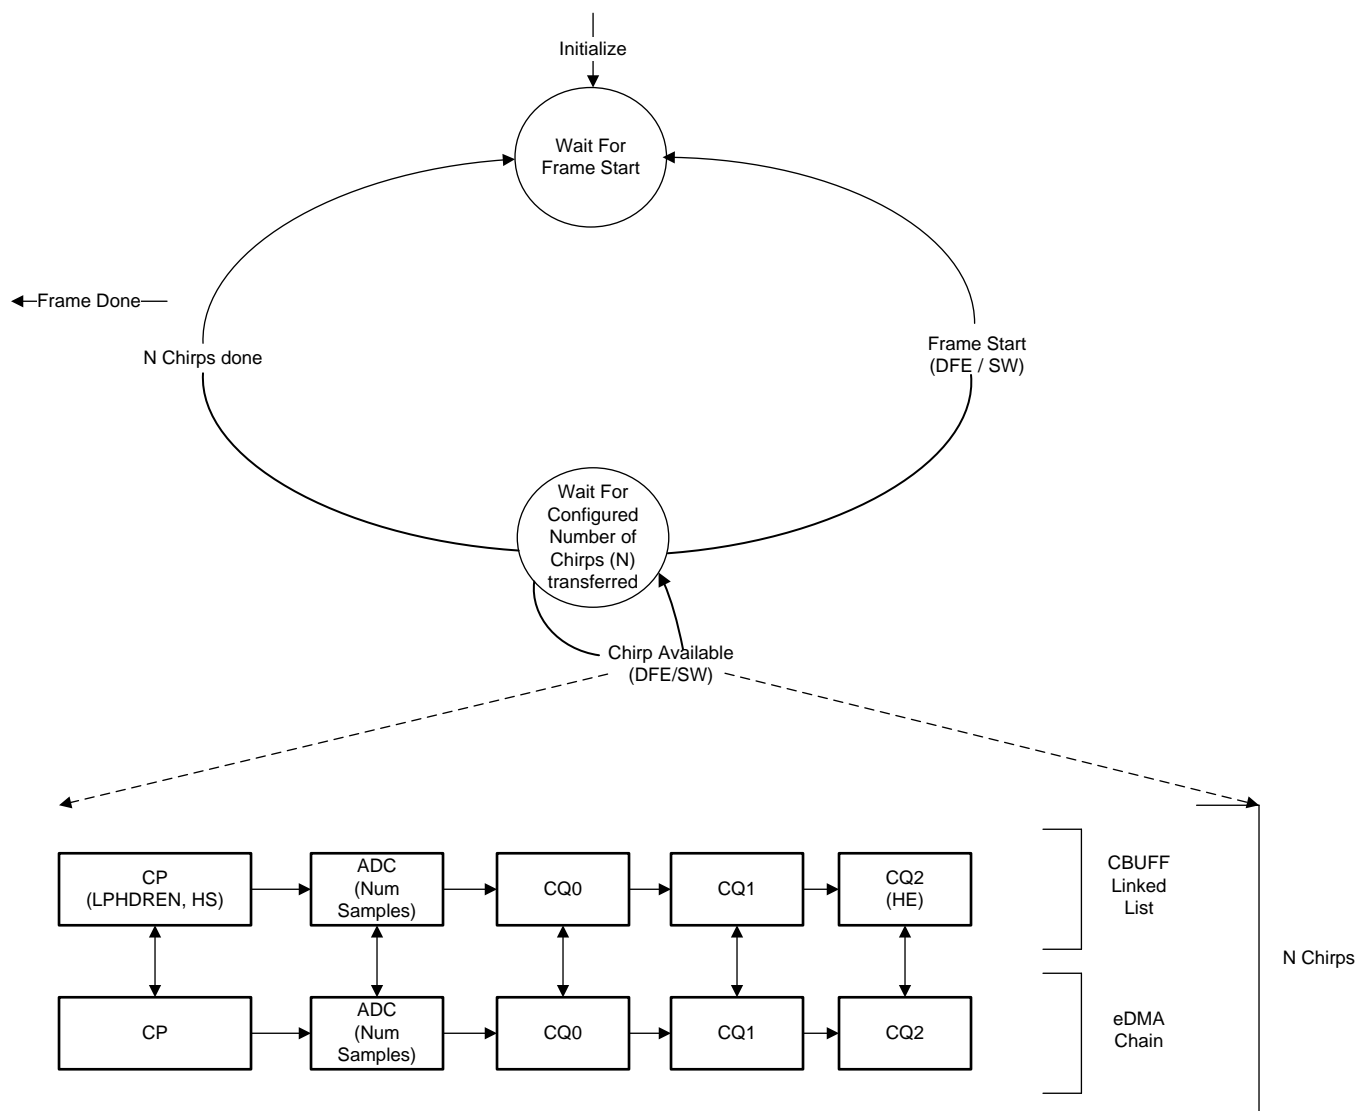 Initialize
Wait For
Frame Start
Frame Done
N Chirps done
Frame Start
(DFE / SW)
Wait For
Configured
Number of
Chirps (N)
transferred
Chirp Available
(DFE/SW)
CP
(LPHDREN, HS)
ADC
(Num
Samples)
CQ0
CQ1
CQ2
(HE)
CBUFF
Linked
List
N Chirps
CP
ADC
(Num
Samples)
CQ0
CQ1
CQ2
eDMA
Chain